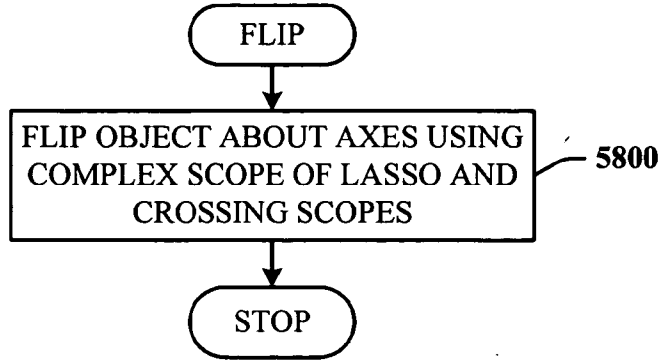 FLIP
FLIP OBJECT ABOUT AXES USING
COMPLEX SCOPE OF LASSO AND
CROSSING SCOPES
5800
STOP